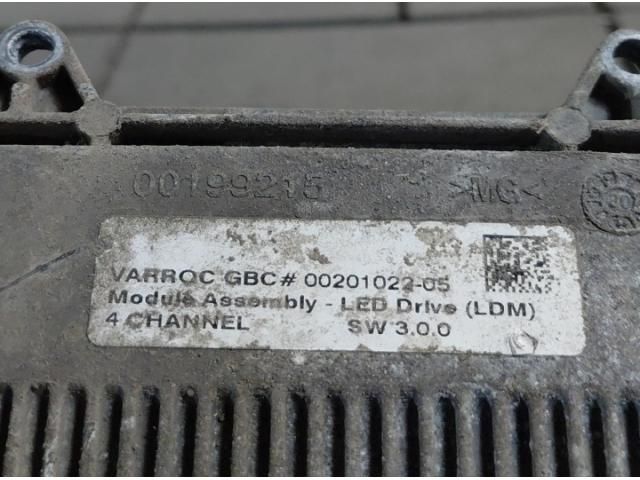 00199215 >MG<
VARROC GBC# 00201022-05
Module Assembly - LED Drive (LDM)
4 CHANNEL SW 3.0.0